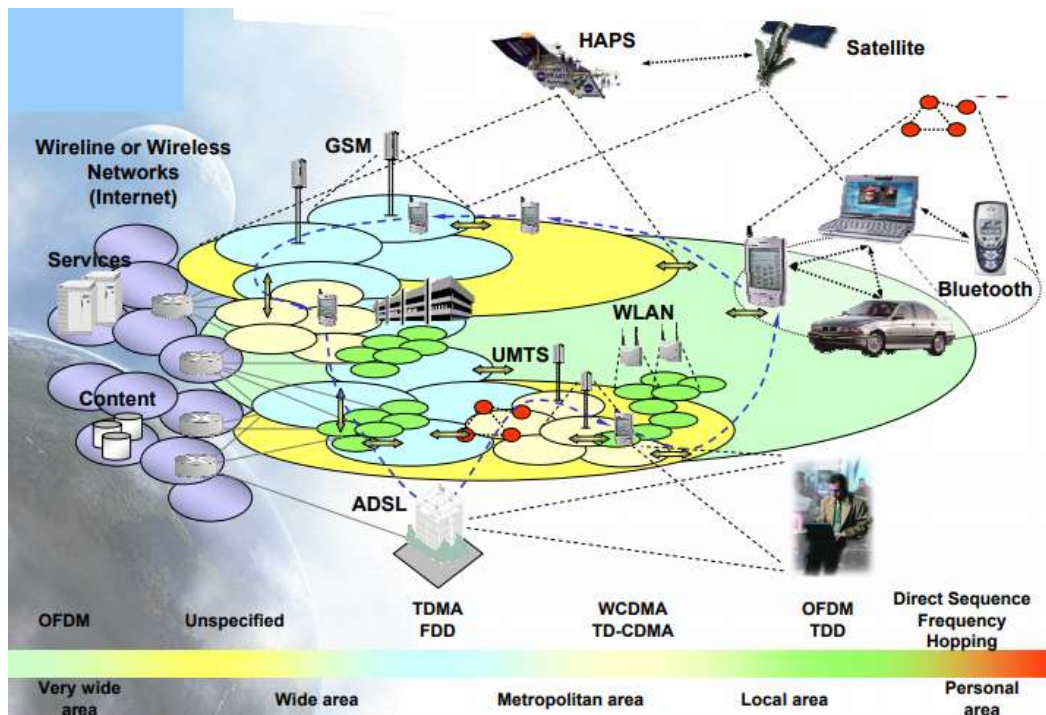 HAPS
Satellite
Wireline or Wireless
Networks
(Internet)
GSM
Services
Bluetooth
WLAN
UMTS
Content
ADSL
OFDM
Unspecified
TDMA
FDD
WCDMA
TD-CDMA
OFDM
TDD
Direct Sequence
Frequency
Hopping
Very wide
area
Wide area
Metropolitan area
Local area
Personal
area